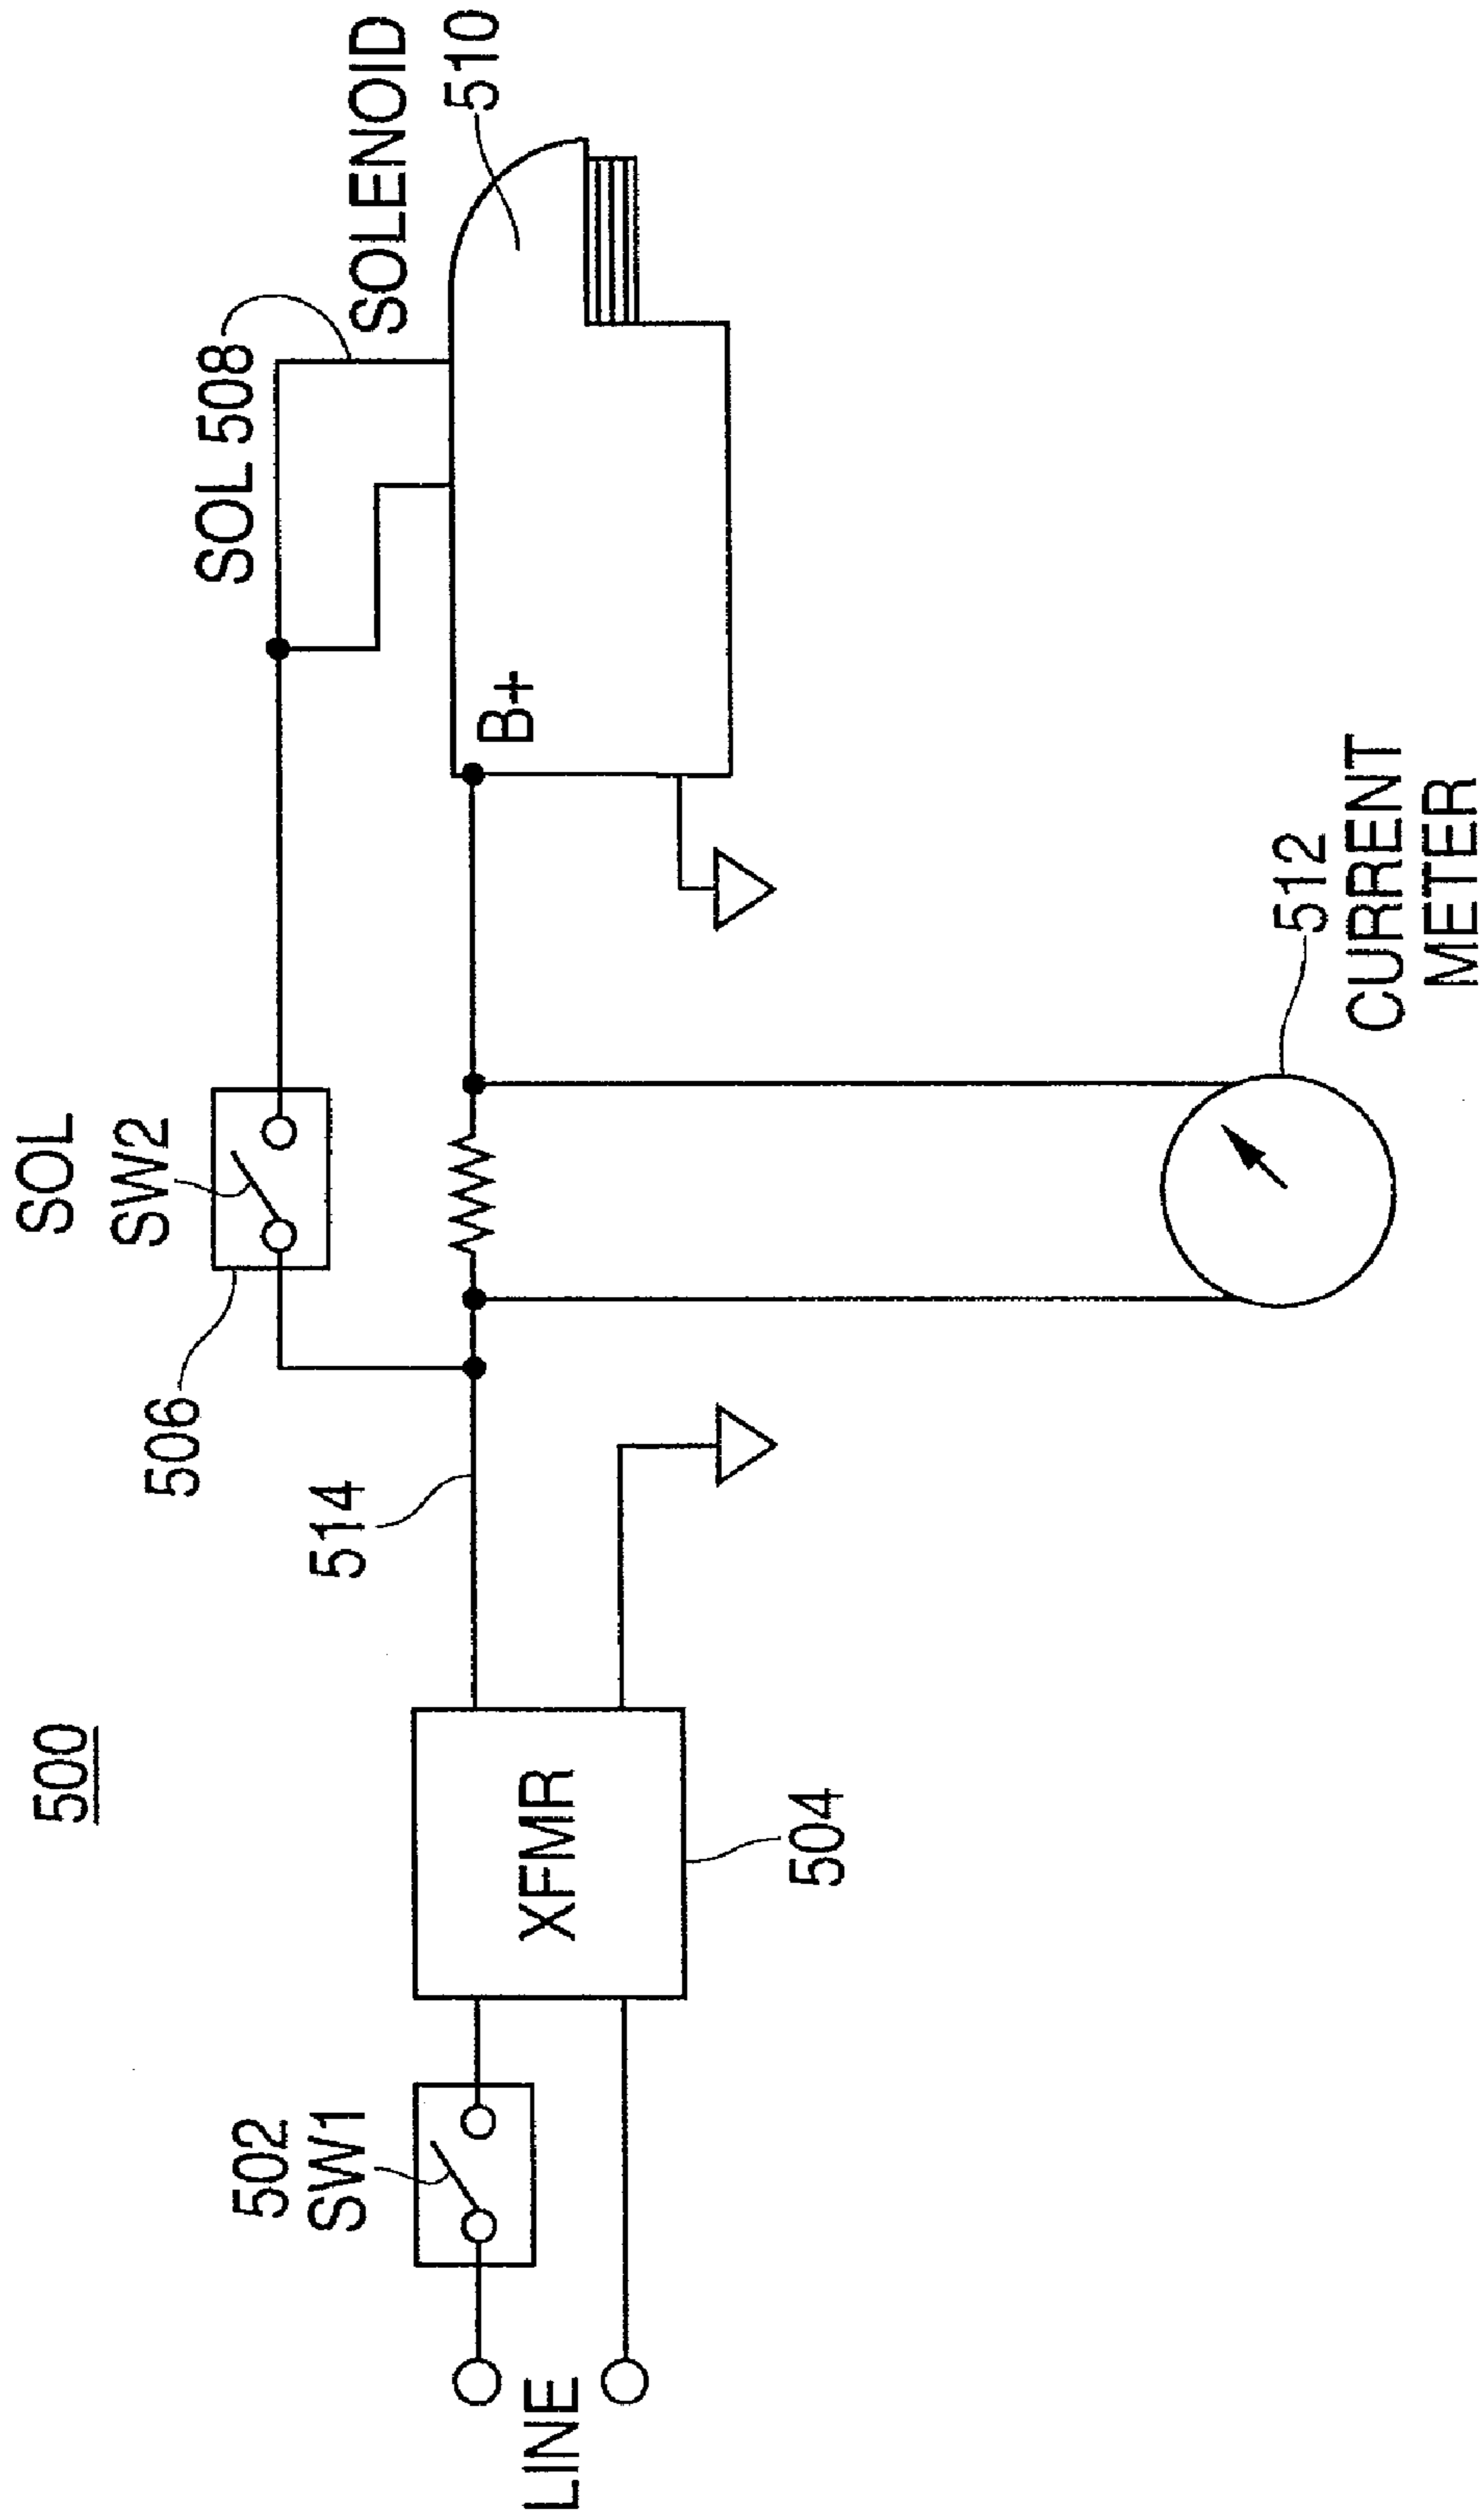 500
LINE
502
SW1
XFMR
504
514
506
SOL
SW2
SOL 508
SOLENOID
510
B+
512
CURRENT
METER